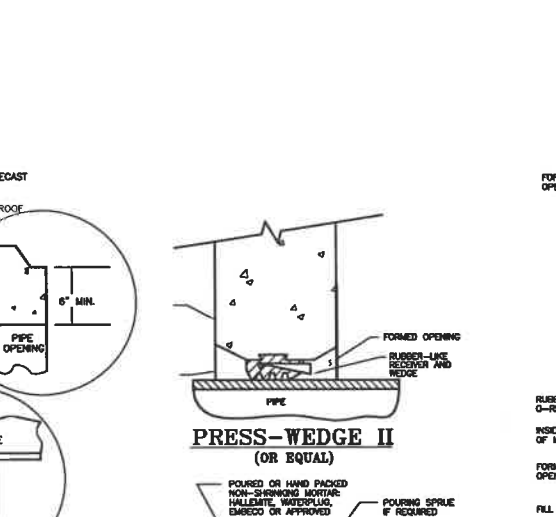 ECAST
ROOF
6" MIN.
PIPE
OPENING
FORMED OPENING
RUBBER-LIKE
RECEIVER AND
WEDGE
PIPE
PRESS-WEDGE II
(OR EQUAL)
POURED OR HAND PACKED
NON-SHRINKING MORTAR:
HALLEMITE, WATERPLUG,
EMBECO OR APPROVED
POURING SPRUE
IF REQUIRED
FOR
OPE
RUBB
O-R
INSID
OF M
FORM
OPEN
FILL